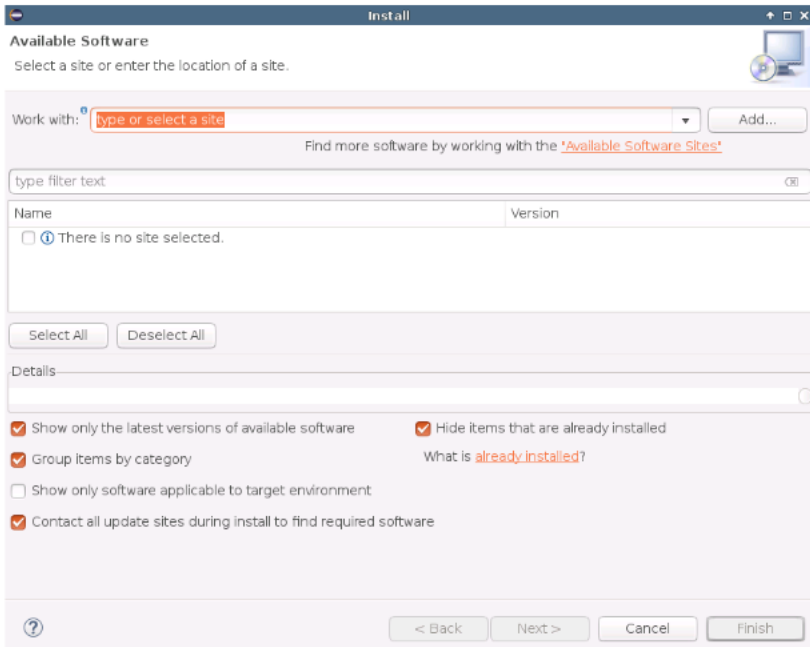 Install
Available Software
Select a site or enter the location of a site.
Work with: type or select a site Add...
Find more software by working with the "Available Software Sites"
type filter text
Name Version
There is no site selected.
Select All Deselect All
Details
Show only the latest versions of available software Hide items that are already installed
Group items by category What is already installed?
Show only software applicable to target environment
Contact all update sites during install to find required software
? < Back Next > Cancel Finish